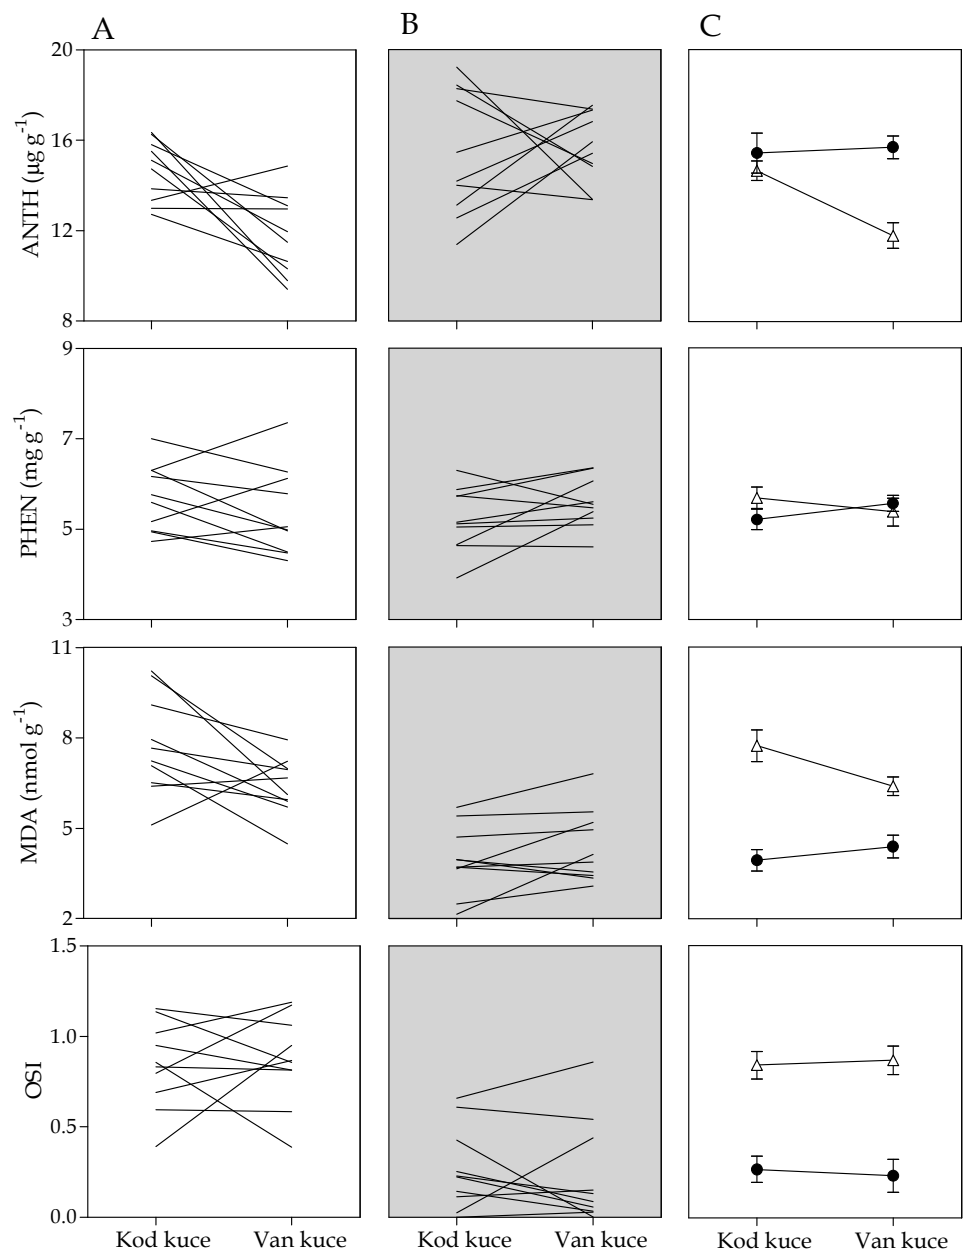 A B C
20
16
12
8
ANTH (µg g⁻¹)
9
7
5
3
PHEN (mg g⁻¹)
11
8
5
2
MDA (nmol g⁻¹)
1.5
1.0
0.5
0.0
OSI
Kod kuce Van kuce Kod kuce Van kuce Kod kuce Van kuce